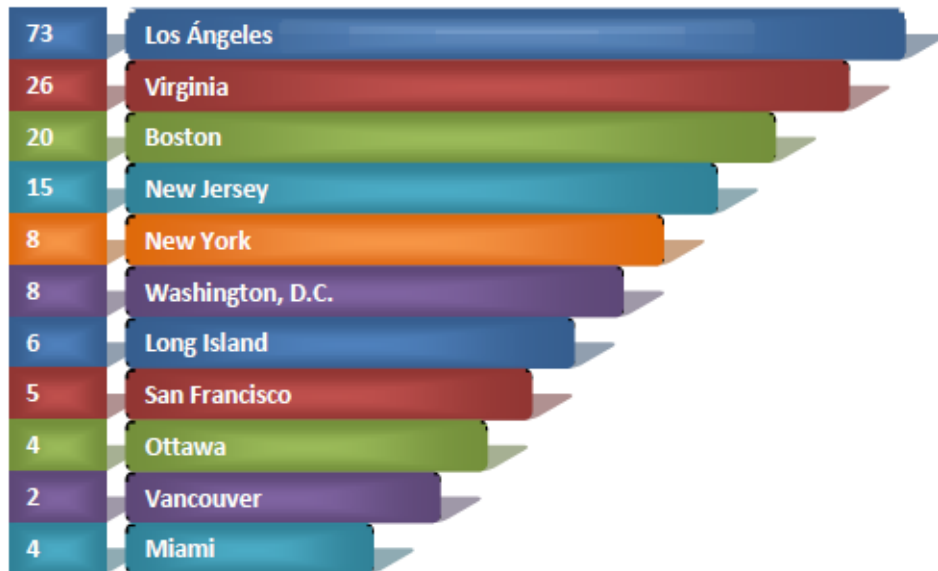 73 Los Ángeles
26 Virginia
20 Boston
15 New Jersey
8 New York
8 Washington, D.C.
6 Long Island
5 San Francisco
4 Ottawa
2 Vancouver
4 Miami